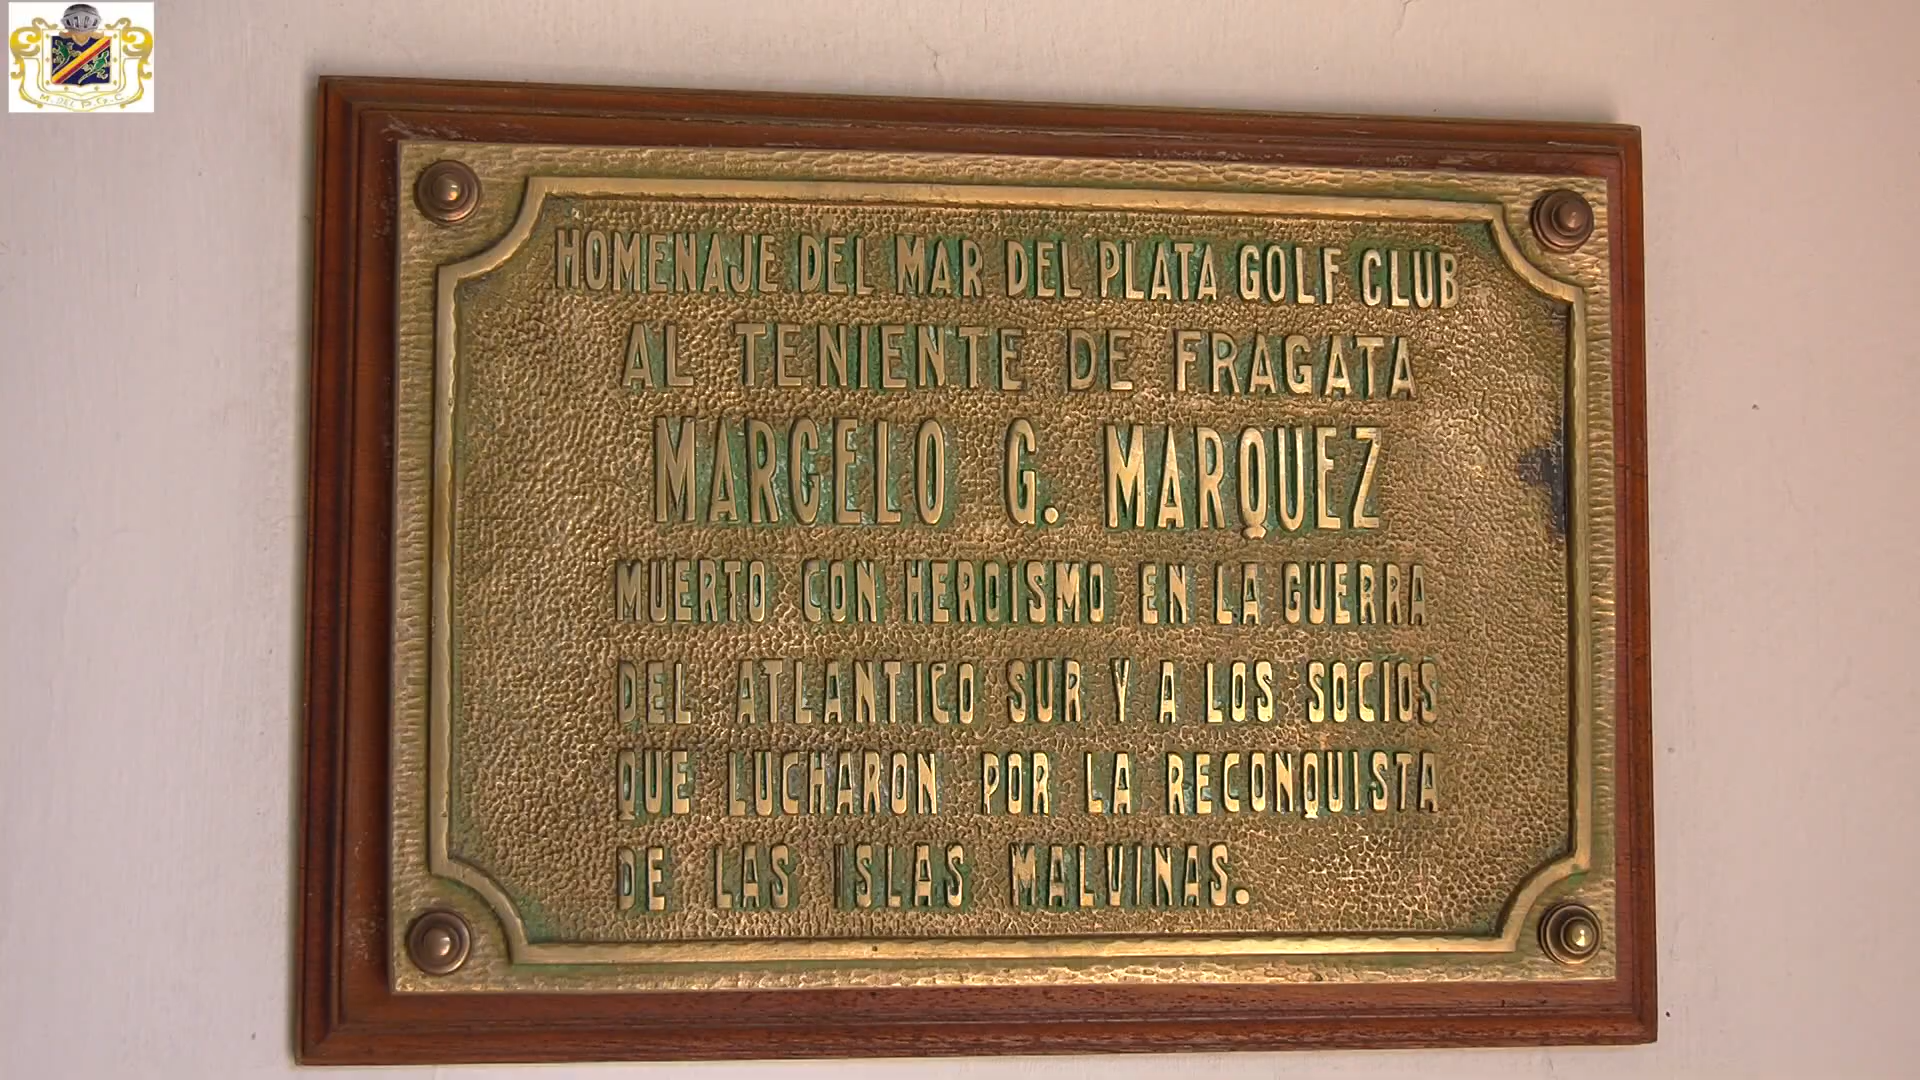 M. DEL P. G. C.
HOMENAJE DEL MAR DEL PLATA GOLF CLUB
AL TENIENTE DE FRAGATA
MARCELO G. MARQUEZ
MUERTO CON HEROISMO EN LA GUERRA
DEL ATLANTICO SUR Y A LOS SOCIOS
QUE LUCHARON POR LA RECONQUISTA
DE LAS ISLAS MALVINAS.